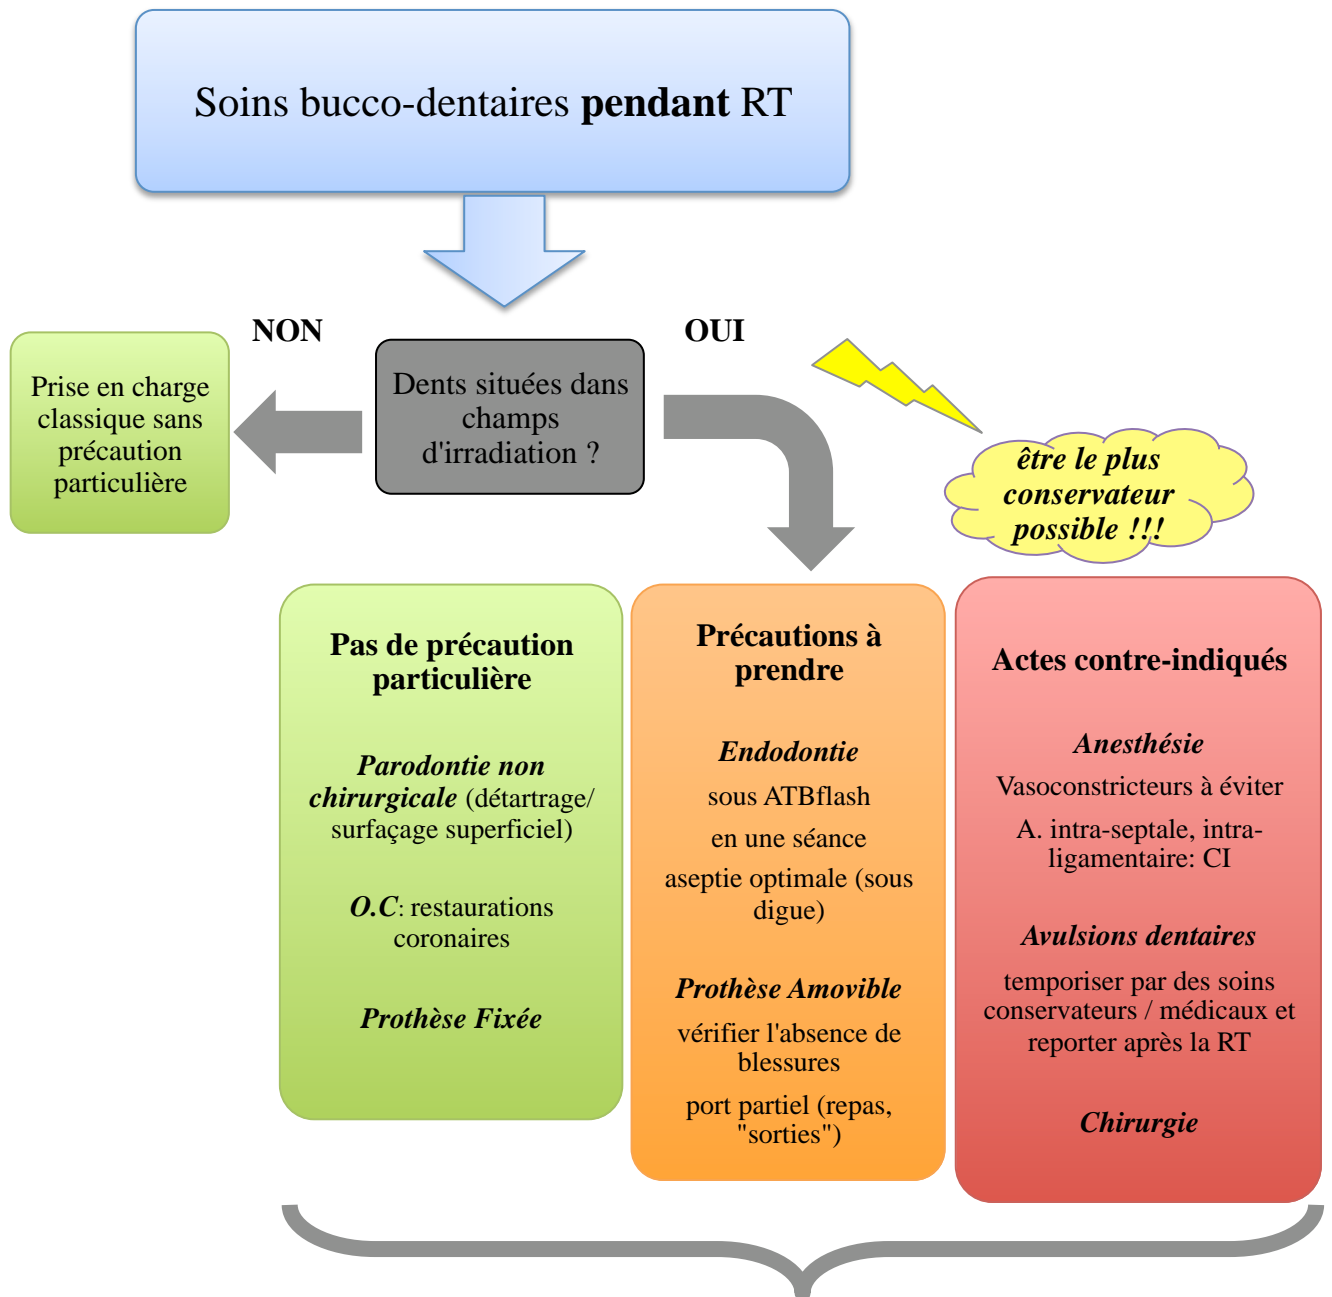 Soins bucco-dentaires pendant RT
NON
OUI
Prise en charge
classique sans
précaution
particulière
Dents situées dans
champs
d'irradiation ?
être le plus
conservateur
possible !!!
Pas de précaution
particulière
Parodontie non
chirurgicale (détartrage/
surfaçage superficiel)
O.C: restaurations
coronaires
Prothèse Fixée
Précautions à
prendre
Endodontie
sous ATBflash
en une séance
aseptie optimale (sous
digue)
Prothèse Amovible
vérifier l'absence de
blessures
port partiel (repas,
"sorties")
Actes contre-indiqués
Anesthésie
Vasoconstricteurs à éviter
A. intra-septale, intra-
ligamentaire: CI
Avulsions dentaires
temporiser par des soins
conservateurs / médicaux et
reporter après la RT
Chirurgie